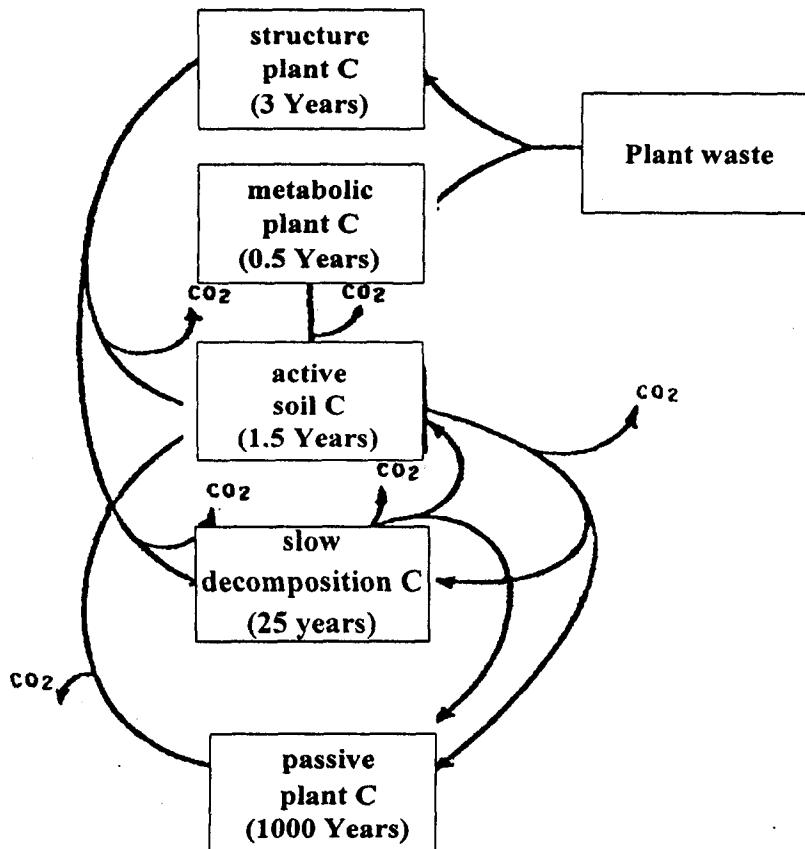 structure
plant C
(3 Years)
Plant waste
metabolic
plant C
(0.5 Years)
CO2
CO2
active
soil C
(1.5 Years)
CO2
CO2
CO2
slow
decomposition C
(25 years)
CO2
passive
plant C
(1000 Years)